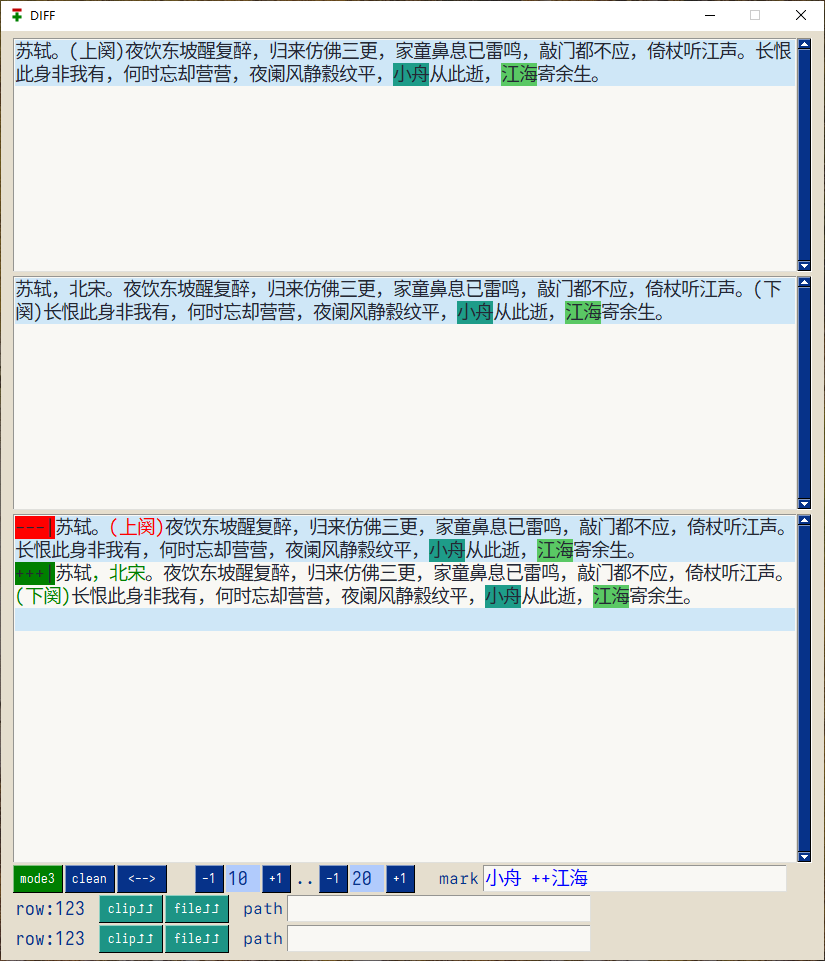 DIFF
苏轼。(上阕)夜饮东坡醒复醉，归来仿佛三更，家童鼻息已雷鸣，敲门都不应，倚杖听江声。长恨
此身非我有，何时忘却营营，夜阑风静縠纹平，小舟从此逝，江海寄余生。
苏轼，北宋。夜饮东坡醒复醉，归来仿佛三更，家童鼻息已雷鸣，敲门都不应，倚杖听江声。(下
阕)长恨此身非我有，何时忘却营营，夜阑风静縠纹平，小舟从此逝，江海寄余生。
---|苏轼。(上阕)夜饮东坡醒复醉，归来仿佛三更，家童鼻息已雷鸣，敲门都不应，倚杖听江声。
长恨此身非我有，何时忘却营营，夜阑风静縠纹平，小舟从此逝，江海寄余生。
+++|苏轼，北宋。夜饮东坡醒复醉，归来仿佛三更，家童鼻息已雷鸣，敲门都不应，倚杖听江声。
(下阕)长恨此身非我有，何时忘却营营，夜阑风静縠纹平，小舟从此逝，江海寄余生。
mode3 clean <--> -1 10 +1 .. -1 20 +1 mark 小舟 ++江海
row:123 clip⮥⮥ file⮥⮥ path
row:123 clip⮥⮥ file⮥⮥ path